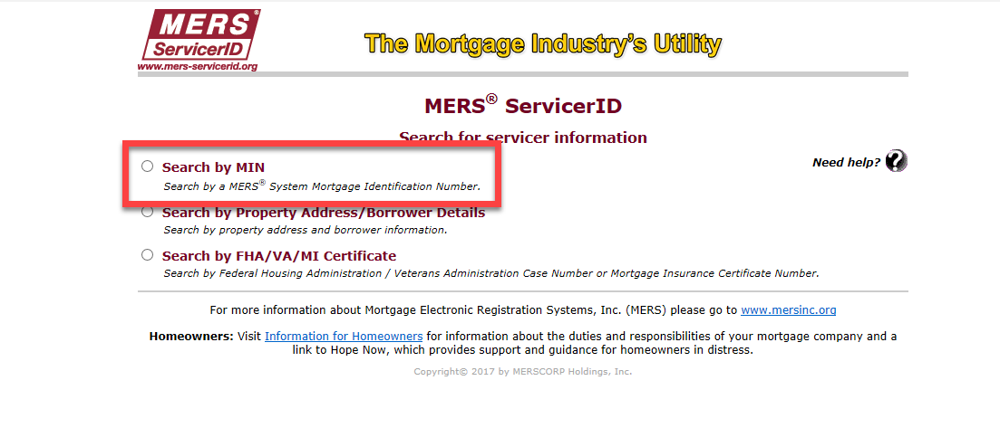 MERS®
ServicerID
www.mers-servicerid.org
The Mortgage Industry's Utility
MERS® ServicerID
Search for servicer information
Need help? ?
Search by MIN
Search by a MERS® System Mortgage Identification Number.
Search by Property Address/Borrower Details
Search by property address and borrower information.
Search by FHA/VA/MI Certificate
Search by Federal Housing Administration / Veterans Administration Case Number or Mortgage Insurance Certificate Number.
For more information about Mortgage Electronic Registration Systems, Inc. (MERS) please go to www.mersinc.org
Homeowners: Visit Information for Homeowners for information about the duties and responsibilities of your mortgage company and a
link to Hope Now, which provides support and guidance for homeowners in distress.
Copyright© 2017 by MERSCORP Holdings, Inc.